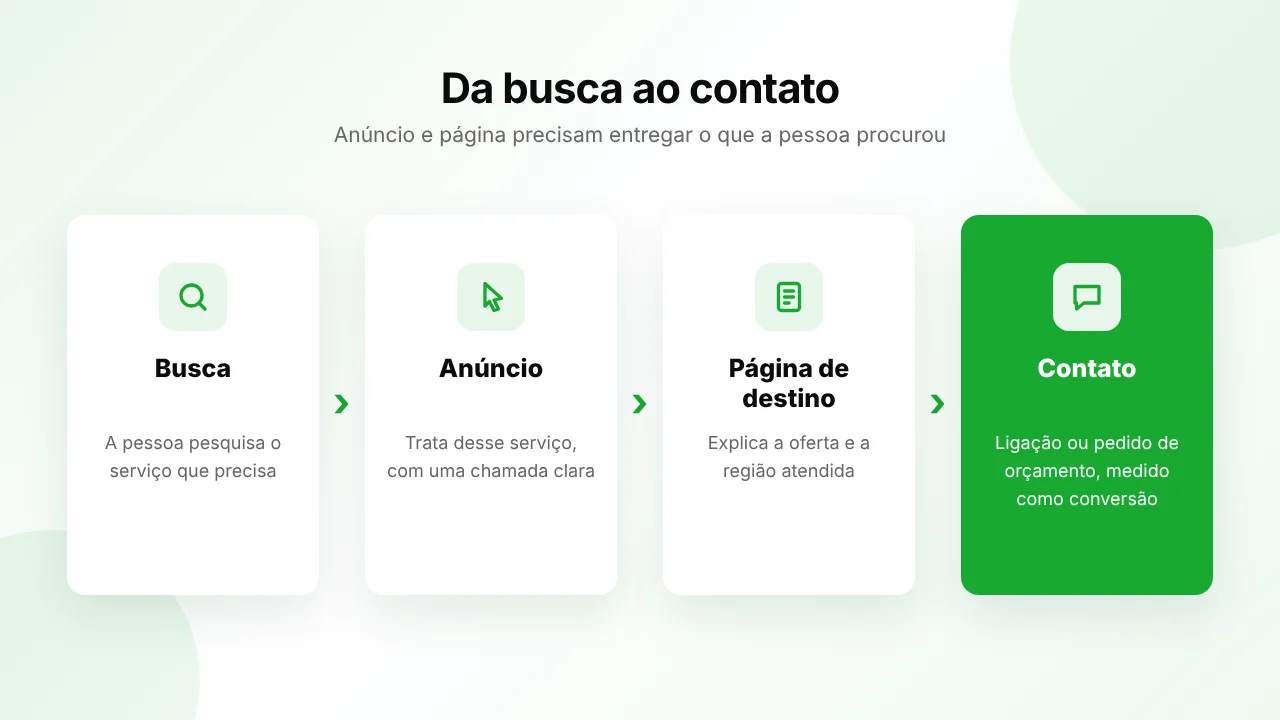 Da busca ao contato
Anúncio e página precisam entregar o que a pessoa procurou
Busca
A pessoa pesquisa o
serviço que precisa
Anúncio
Trata desse serviço,
com uma chamada clara
Página de
destino
Explica a oferta e a
região atendida
Contato
Ligação ou pedido de
orçamento, medido
como conversão